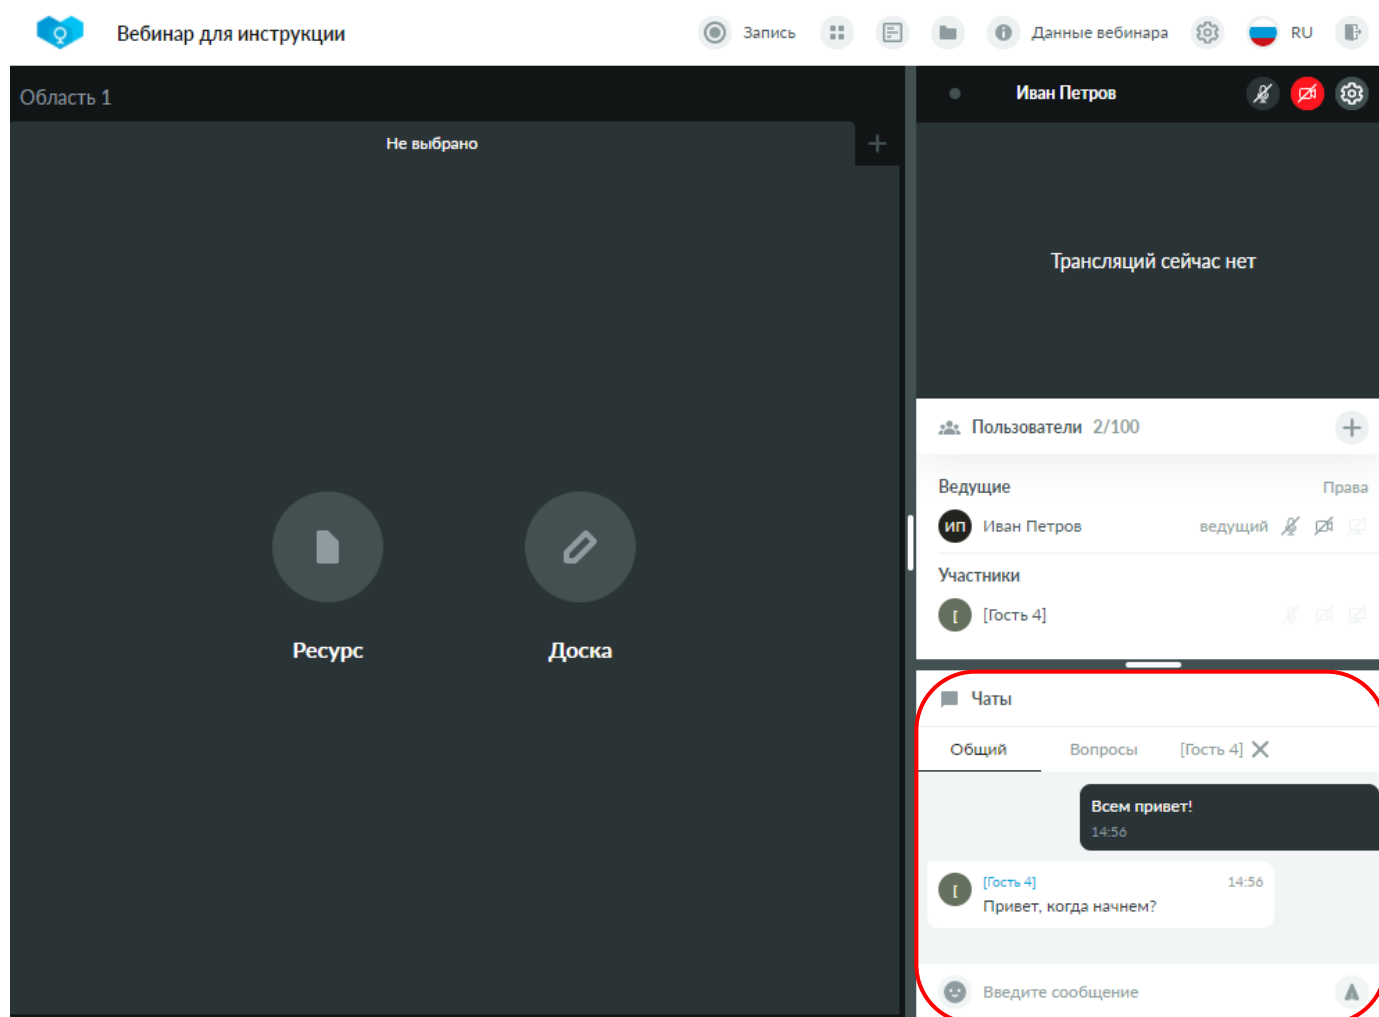 Вебинар для инструкции
Запись
Данные вебинара
RU
Область 1
Не выбрано
Ресурс
Доска
Иван Петров
Трансляций сейчас нет
Пользователи 2/100
Ведущие
Права
ИП
Иван Петров
ведущий
Участники
[
[Гость 4]
Чаты
Общий
Вопросы
[Гость 4]
Всем привет!
14:56
[
[Гость 4]
14:56
Привет, когда начнем?
Введите сообщение